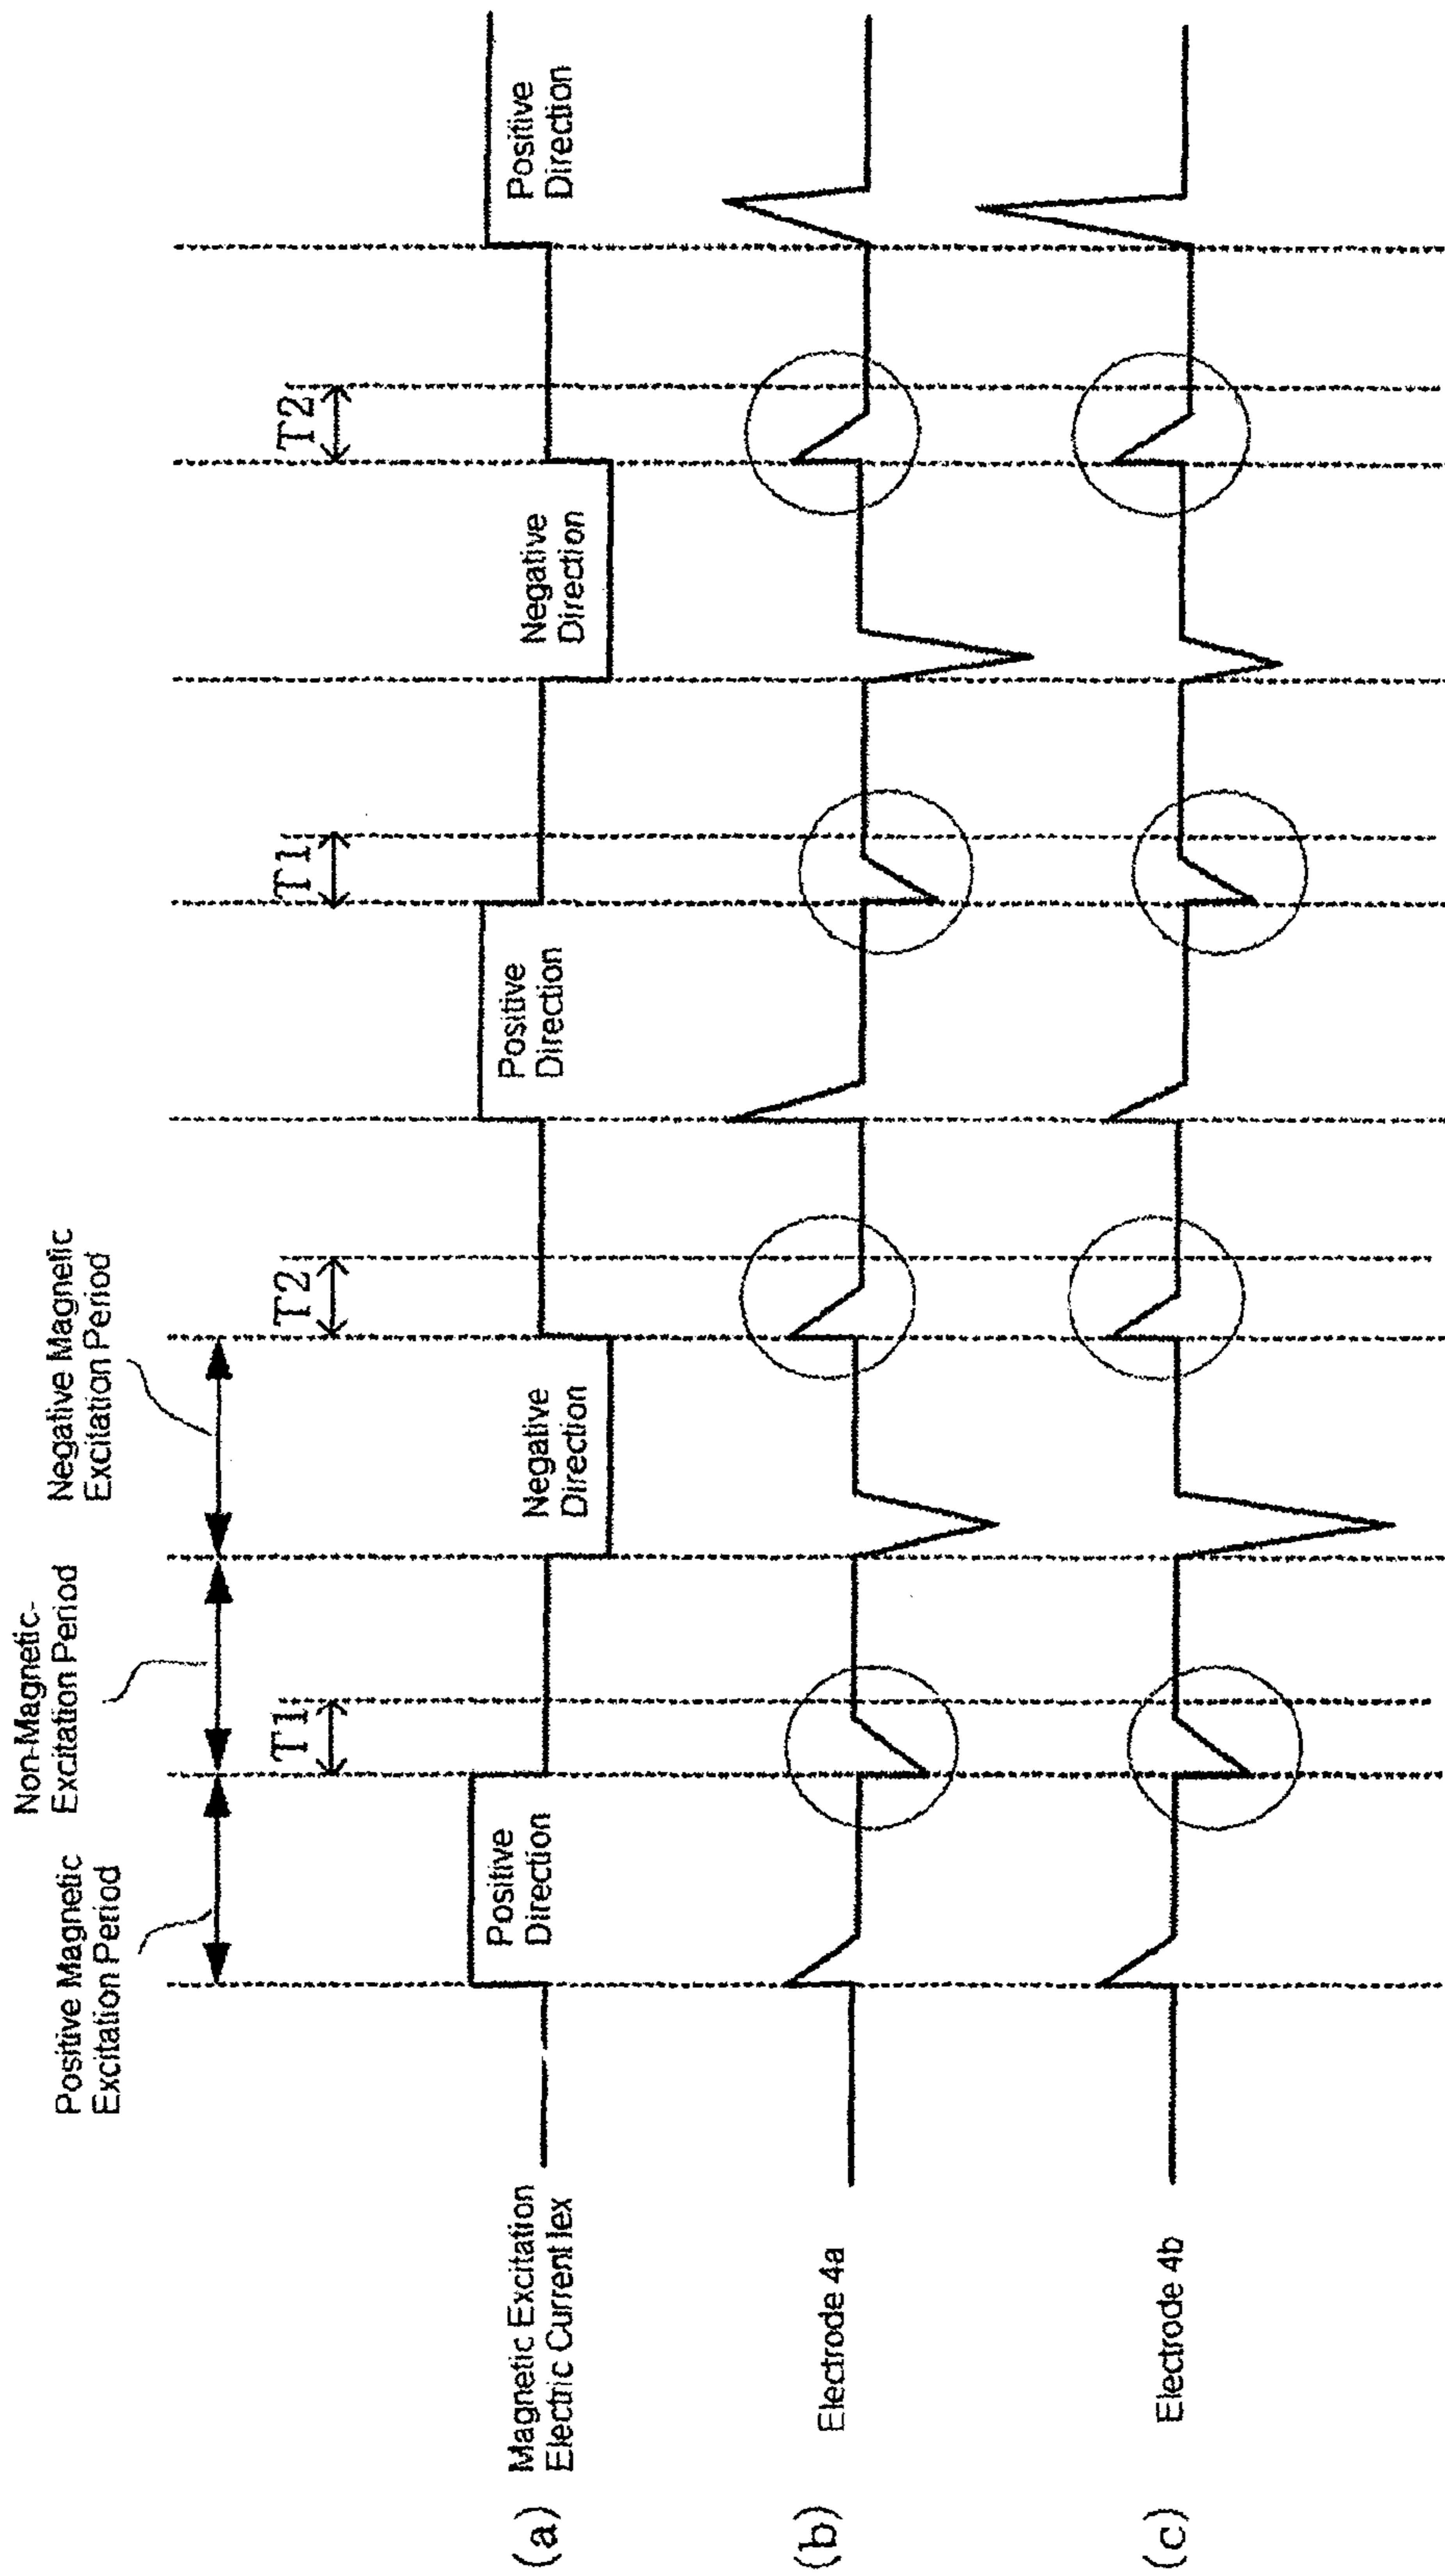 Positive Magnetic
Excitation Period
Non-Magnetic-
Excitation Period
Negative Magnetic
Excitation Period
T1
T2
T1
T2
(a)
Magnetic Excitation
Electric Current Iex
Positive
Direction
Negative
Direction
Positive
Direction
Negative
Direction
Positive
Direction
(b)
Electrode 4a
(c)
Electrode 4b